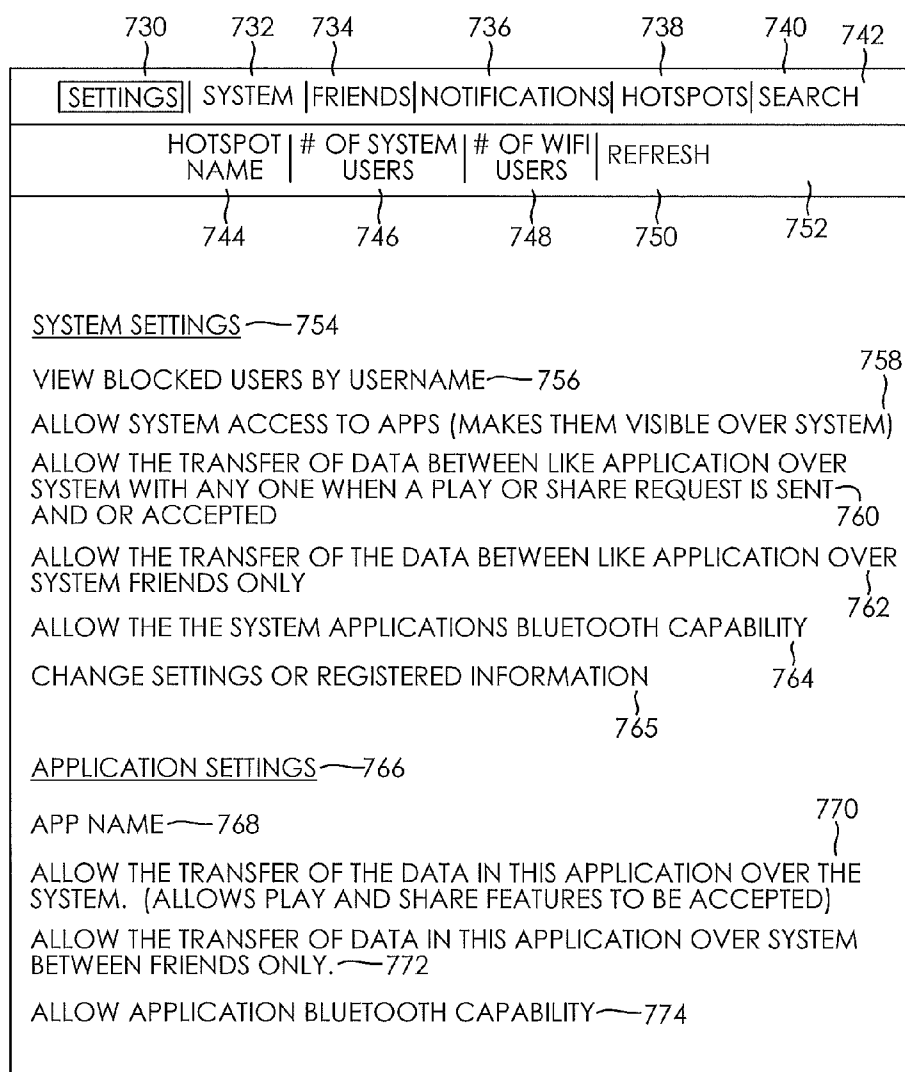 730 732 734 736 738 740 742
SETTINGS | SYSTEM | FRIENDS | NOTIFICATIONS | HOTSPOTS | SEARCH
HOTSPOT NAME | # OF SYSTEM USERS | # OF WIFI USERS | REFRESH
744 746 748 750 752
SYSTEM SETTINGS 754
VIEW BLOCKED USERS BY USERNAME 756
758
ALLOW SYSTEM ACCESS TO APPS (MAKES THEM VISIBLE OVER SYSTEM)
ALLOW THE TRANSFER OF DATA BETWEEN LIKE APPLICATION OVER
SYSTEM WITH ANY ONE WHEN A PLAY OR SHARE REQUEST IS SENT
AND OR ACCEPTED 760
ALLOW THE TRANSFER OF THE DATA BETWEEN LIKE APPLICATION OVER
SYSTEM FRIENDS ONLY 762
ALLOW THE THE SYSTEM APPLICATIONS BLUETOOTH CAPABILITY
764
CHANGE SETTINGS OR REGISTERED INFORMATION
765
APPLICATION SETTINGS 766
APP NAME 768
770
ALLOW THE TRANSFER OF THE DATA IN THIS APPLICATION OVER THE
SYSTEM. (ALLOWS PLAY AND SHARE FEATURES TO BE ACCEPTED)
ALLOW THE TRANSFER OF DATA IN THIS APPLICATION OVER SYSTEM
BETWEEN FRIENDS ONLY. 772
ALLOW APPLICATION BLUETOOTH CAPABILITY 774